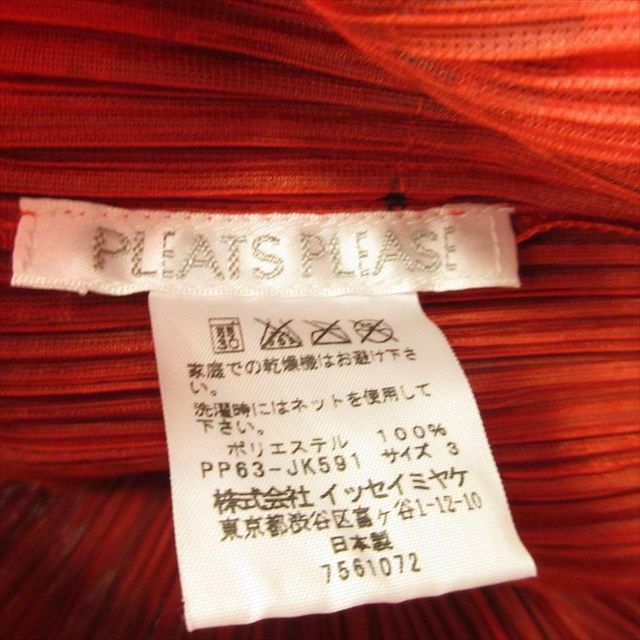 PLEATS PLEASE
家庭での乾燥機はお避け下さ
い。
洗濯時にはネットを使用して
下さい。
ポリエステル 100%
PP63-JK591 サイズ 3
株式会社 イッセイミヤケ
東京都渋谷区富ヶ谷1-12-10
日本製
7561072